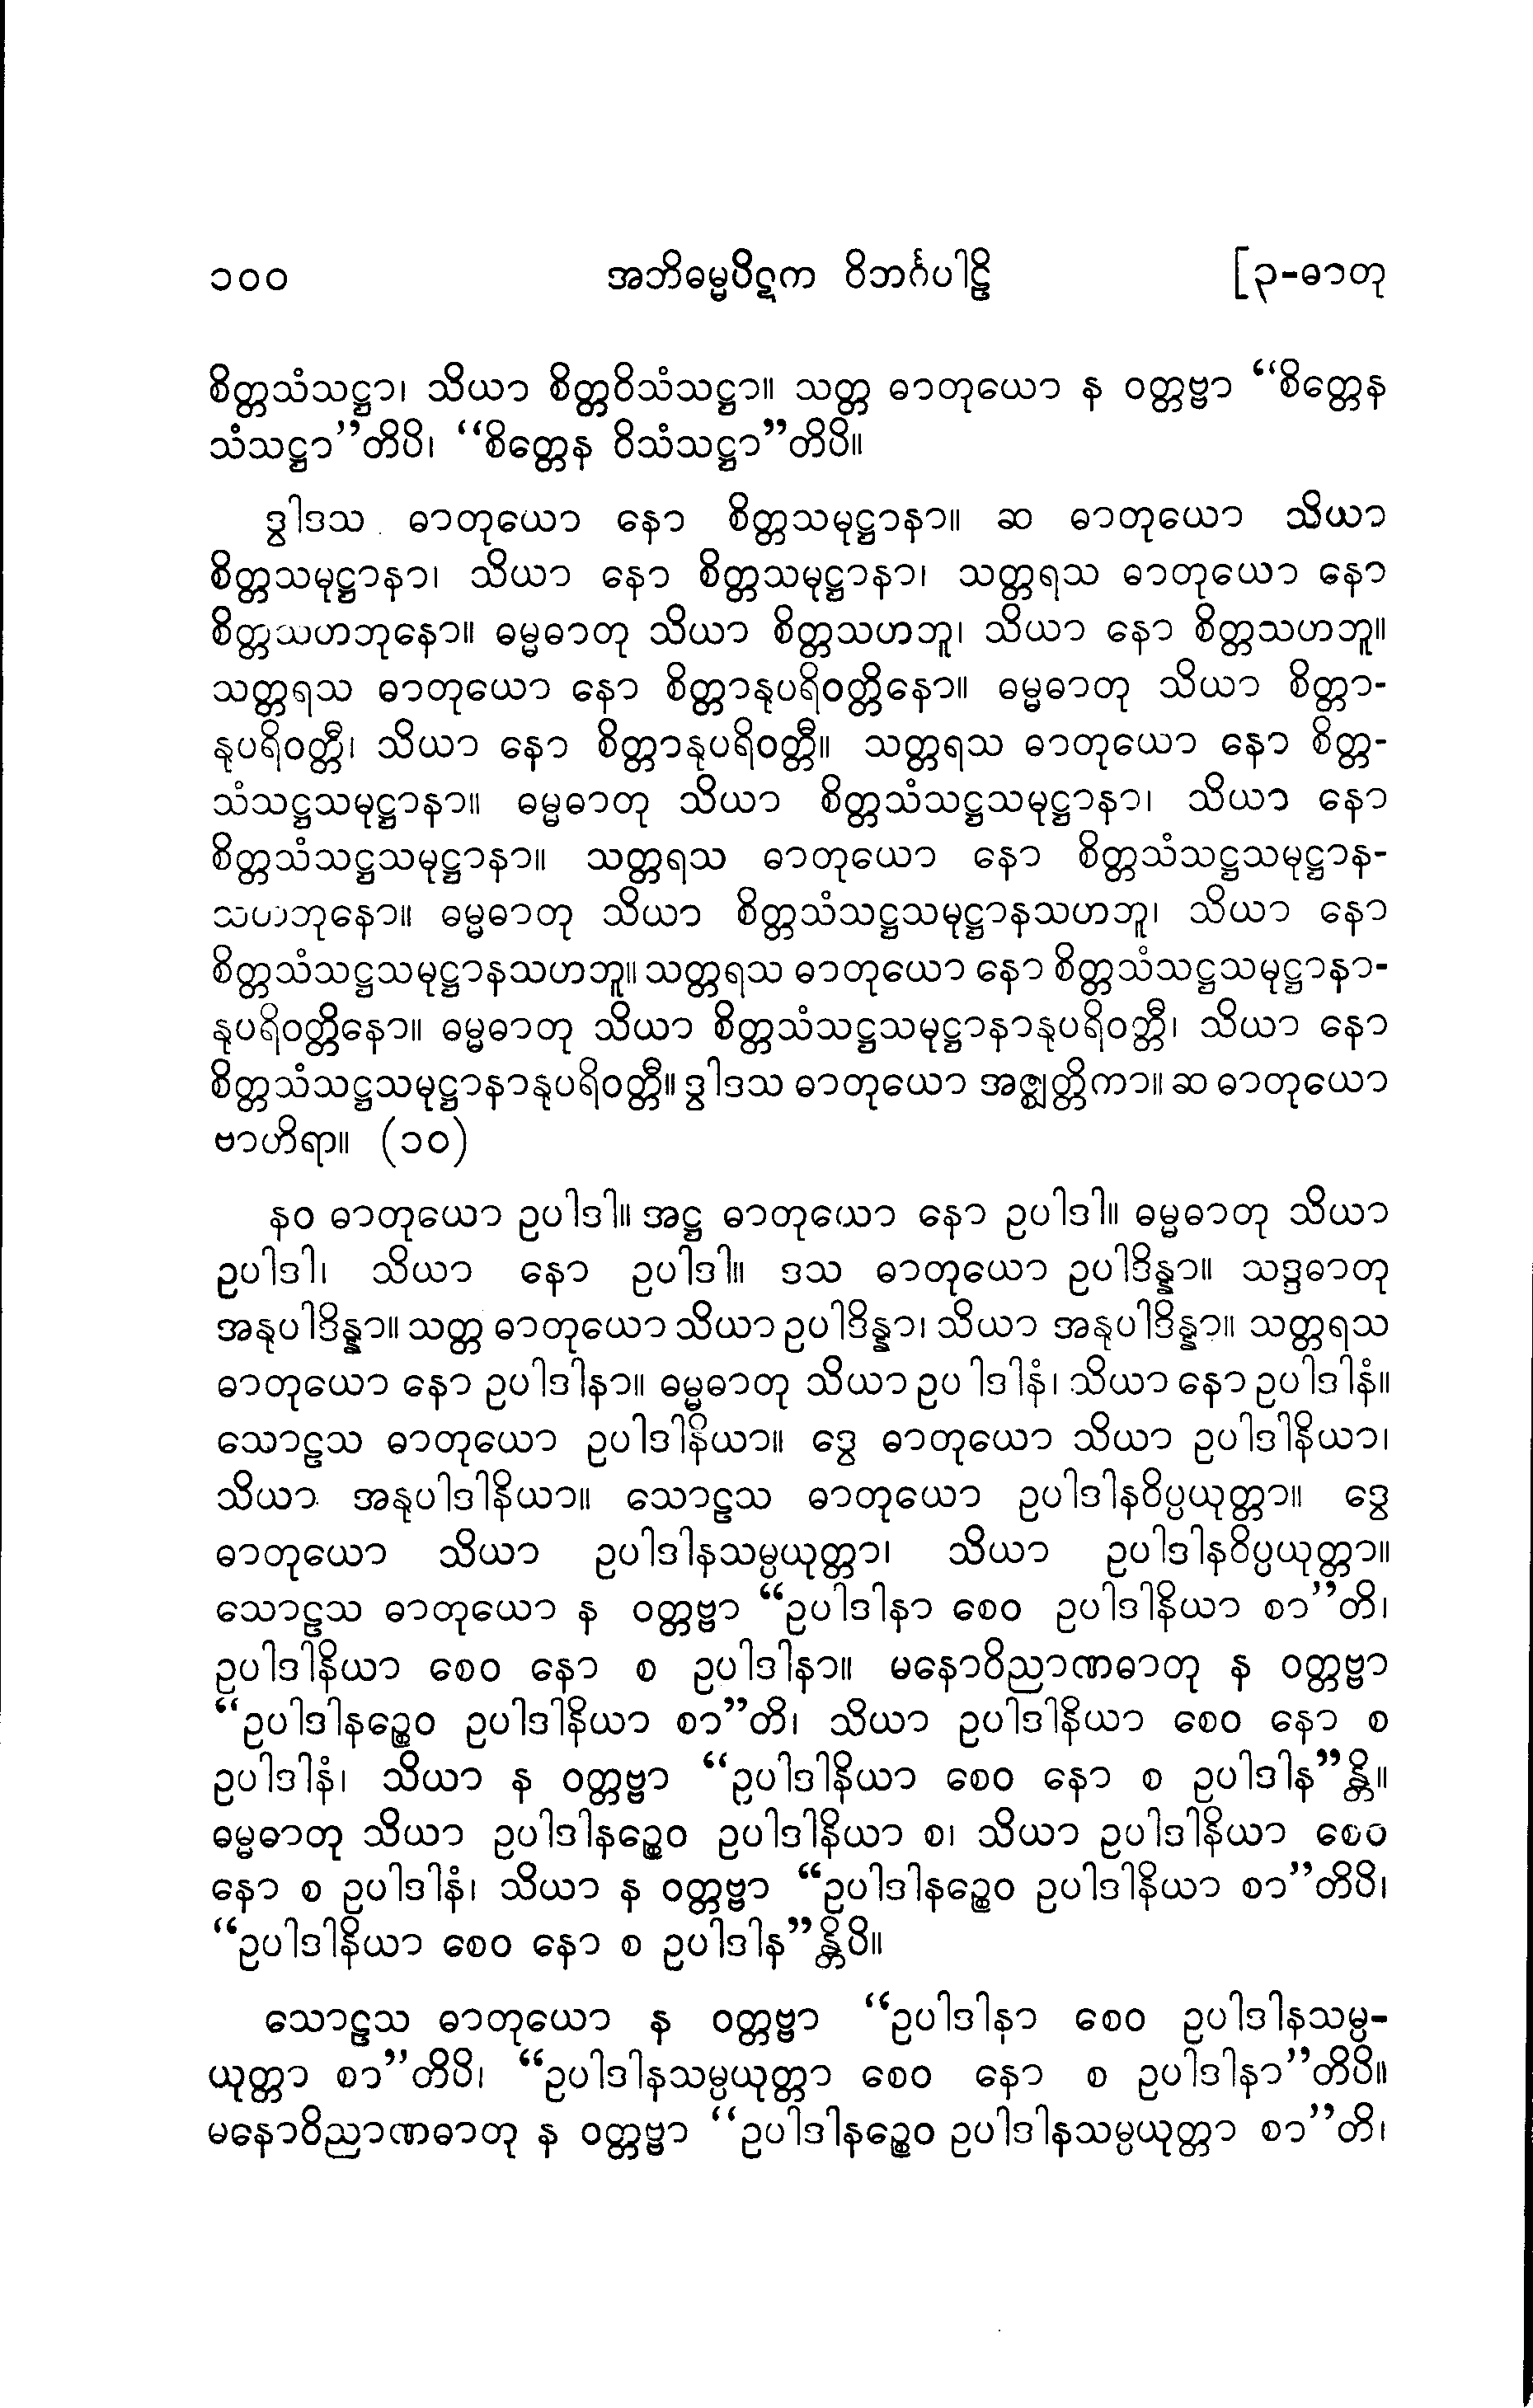 ၁၀၀ အဘိဓမ္မပိဋက ဝိဘင်္ဂပါဠိ [၃-ဓာတု
စိတ္တသံသဋ္ဌာ၊ သိယာ စိတ္တဝိသံသဋ္ဌာ။ သတ္တ ဓာတုယော န ဝတ္တဗ္ဗာ “စိတ္တေန
သံသဋ္ဌာ”တိပိ၊ “စိတ္တေန ဝိသံသဋ္ဌာ”တိပိ။
ဒွါဒသ ဓာတုယော နော စိတ္တသမုဋ္ဌာနာ။ ဆ ဓာတုယော သိယာ
စိတ္တသမုဋ္ဌာနာ၊ သိယာ နော စိတ္တသမုဋ္ဌာနာ၊ သတ္တရသ ဓာတုယော နော
စိတ္တသဟဘုနော။ ဓမ္မဓာတု သိယာ စိတ္တသဟဘူ၊ သိယာ နော စိတ္တသဟဘူ။
သတ္တရသ ဓာတုယော နော စိတ္တာနုပရိဝတ္တိနော။ ဓမ္မဓာတု သိယာ စိတ္တာ-
နုပရိဝတ္တီ၊ သိယာ နော စိတ္တာနုပရိဝတ္တီ။ သတ္တရသ ဓာတုယော နော စိတ္တ-
သံသဋ္ဌသမုဋ္ဌာနာ။ ဓမ္မဓာတု သိယာ စိတ္တသံသဋ္ဌသမုဋ္ဌာနာ၊ သိယာ နော
စိတ္တသံသဋ္ဌသမုဋ္ဌာနာ။ သတ္တရသ ဓာတုယော နော စိတ္တသံသဋ္ဌသမုဋ္ဌာန-
သဟဘုနော။ ဓမ္မဓာတု သိယာ စိတ္တသံသဋ္ဌသမုဋ္ဌာနသဟဘူ၊ သိယာ နော
စိတ္တသံသဋ္ဌသမုဋ္ဌာနသဟဘူ။ သတ္တရသ ဓာတုယော နော စိတ္တသံသဋ္ဌသမုဋ္ဌာနာ-
နုပရိဝတ္တိနော။ ဓမ္မဓာတု သိယာ စိတ္တသံသဋ္ဌသမုဋ္ဌာနာနုပရိဝတ္တီ၊ သိယာ နော
စိတ္တသံသဋ္ဌသမုဋ္ဌာနာနုပရိဝတ္တီ။ ဒွါဒသ ဓာတုယော အဇ္ဈတ္တိကာ။ ဆ ဓာတုယော
ဗာဟိရာ။ (၁၀)
နဝ ဓာတုယော ဥပါဒါ။ အဋ္ဌ ဓာတုယော နော ဥပါဒါ။ ဓမ္မဓာတု သိယာ
ဥပါဒါ၊ သိယာ နော ဥပါဒါ။ ဒသ ဓာတုယော ဥပါဒိန္နာ။ သဒ္ဒဓာတု
အနုပါဒိန္နာ။ သတ္တ ဓာတုယော သိယာ ဥပါဒိန္နာ၊ သိယာ အနုပါဒိန္နာ။ သတ္တရသ
ဓာတုယော နော ဥပါဒါနာ။ ဓမ္မဓာတု သိယာ ဥပါဒါနံ၊ သိယာ နော ဥပါဒါနံ။
သောဠသ ဓာတုယော ဥပါဒါနိယာ။ ဒွေ ဓာတုယော သိယာ ဥပါဒါနိယာ၊
သိယာ အနုပါဒါနိယာ။ သောဠသ ဓာတုယော ဥပါဒါနဝိပ္ပယုတ္တာ။ ဒွေ
ဓာတုယော သိယာ ဥပါဒါနသမ္ပယုတ္တာ၊ သိယာ ဥပါဒါနဝိပ္ပယုတ္တာ။
သောဠသ ဓာတုယော န ဝတ္တဗ္ဗာ “ဥပါဒါနာ စေဝ ဥပါဒါနိယာ စာ”တိ၊
ဥပါဒါနိယာ စေဝ နော စ ဥပါဒါနာ။ မနောဝိညာဏဓာတု န ဝတ္တဗ္ဗာ
“ဥပါဒါနဉ္စေဝ ဥပါဒါနိယာ စာ”တိ၊ သိယာ ဥပါဒါနိယာ စေဝ နော စ
ဥပါဒါနံ၊ သိယာ န ဝတ္တဗ္ဗာ “ဥပါဒါနိယာ စေဝ နော စ ဥပါဒါန”န္တိ။
ဓမ္မဓာတု သိယာ ဥပါဒါနဉ္စေဝ ဥပါဒါနိယာ စ၊ သိယာ ဥပါဒါနိယာ စေဝ
နော စ ဥပါဒါနံ၊ သိယာ န ဝတ္တဗ္ဗာ “ဥပါဒါနဉ္စေဝ ဥပါဒါနိယာ စာ”တိပိ၊
“ဥပါဒါနိယာ စေဝ နော စ ဥပါဒါန”န္တိပိ။
သောဠသ ဓာတုယော န ဝတ္တဗ္ဗာ “ဥပါဒါနာ စေဝ ဥပါဒါနသမ္ပ-
ယုတ္တာ စာ”တိပိ၊ “ဥပါဒါနသမ္ပယုတ္တာ စေဝ နော စ ဥပါဒါနာ”တိပိ။
မနောဝိညာဏဓာတု န ဝတ္တဗ္ဗာ “ဥပါဒါနဉ္စေဝ ဥပါဒါနသမ္ပယုတ္တာ စာ”တိ၊